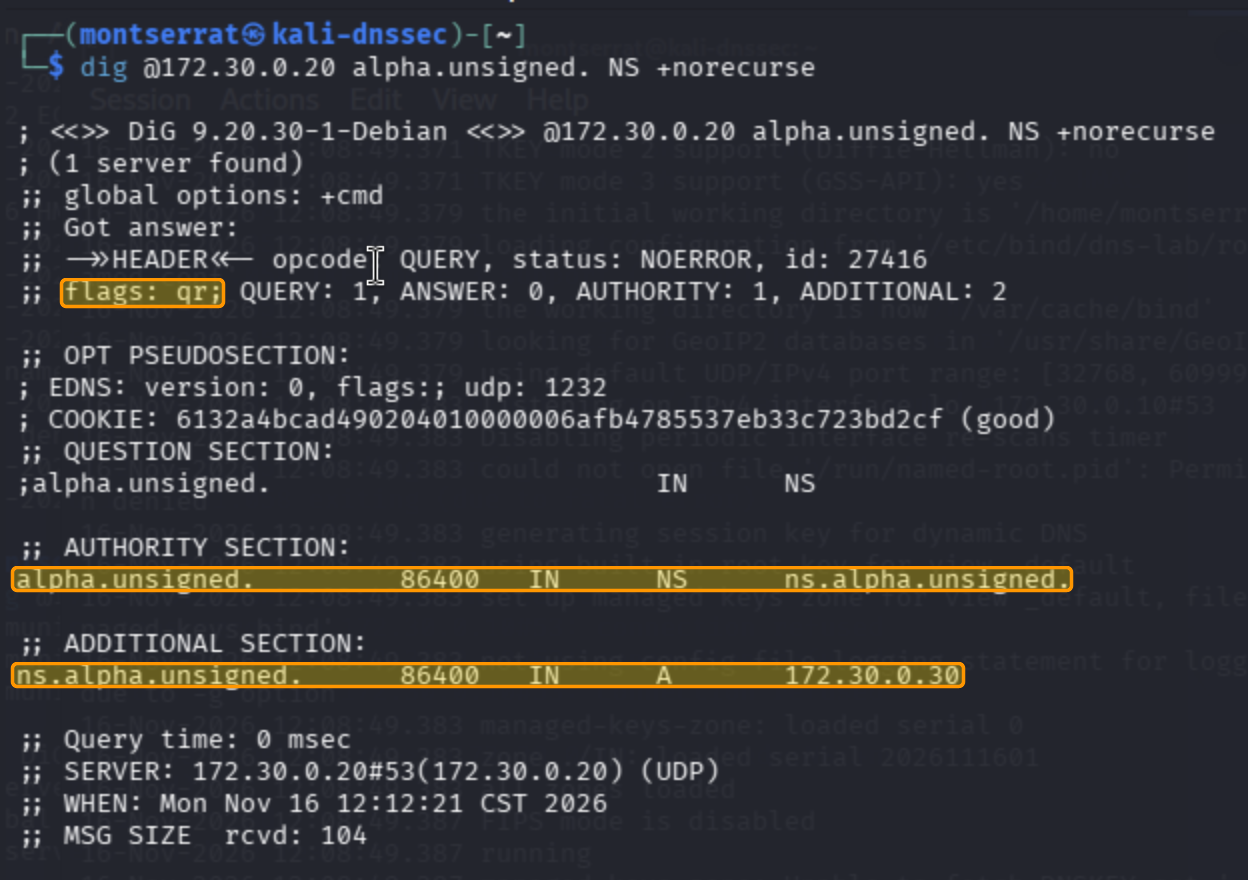 ┌──(montserrat㉿kali-dnssec)-[~]
└─$ dig @172.30.0.20 alpha.unsigned. NS +norecurse
Session Actions Edit View Help
; <<>> DiG 9.20.30-1-Debian <<>> @172.30.0.20 alpha.unsigned. NS +norecurse
; (1 server found)
;; global options: +cmd
;; Got answer:
;; ->>HEADER<<- opcode QUERY, status: NOERROR, id: 27416
;; flags: qr; QUERY: 1, ANSWER: 0, AUTHORITY: 1, ADDITIONAL: 2
;; OPT PSEUDOSECTION:
; EDNS: version: 0, flags:; udp: 1232
; COOKIE: 6132a4bcad490204010000006afb4785537eb33c723bd2cf (good)
;; QUESTION SECTION:
;alpha.unsigned. IN NS
;; AUTHORITY SECTION:
alpha.unsigned. 86400 IN NS ns.alpha.unsigned.
;; ADDITIONAL SECTION:
ns.alpha.unsigned. 86400 IN A 172.30.0.30
;; Query time: 0 msec
;; SERVER: 172.30.0.20#53(172.30.0.20) (UDP)
;; WHEN: Mon Nov 16 12:12:21 CST 2026
;; MSG SIZE rcvd: 104